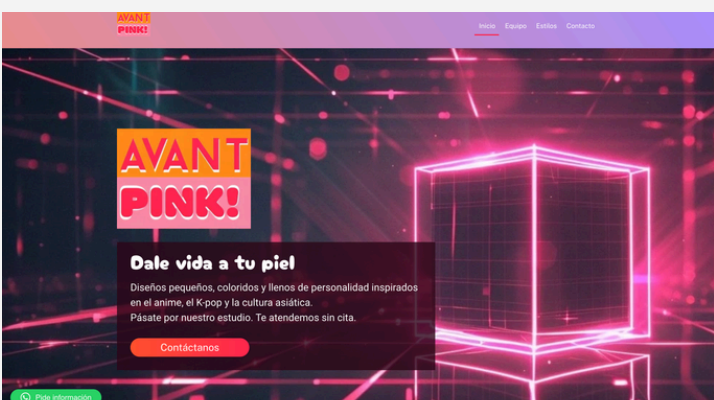 AVANT
PINK!
Inicio Equipo Estilos Contacto
AVANT
PINK!
Dale vida a tu piel
Diseños pequeños, coloridos y llenos de personalidad inspirados
en el anime, el K-pop y la cultura asiática.
Pásate por nuestro estudio. Te atendemos sin cita.
Contáctanos
Pide información